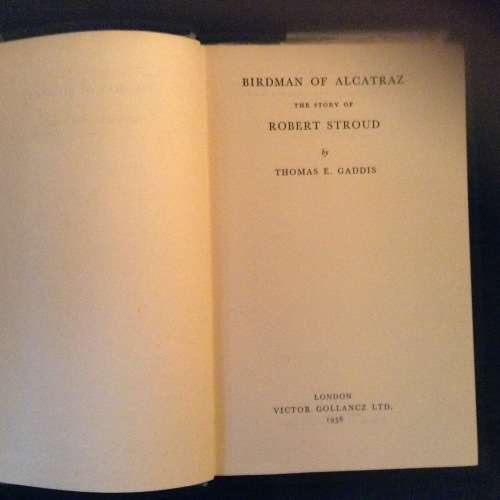 BIRDMAN OF ALCATRAZ
THE STORY OF
ROBERT STROUD
by
THOMAS E. GADDIS
LONDON
VICTOR GOLLANCZ LTD.
1956